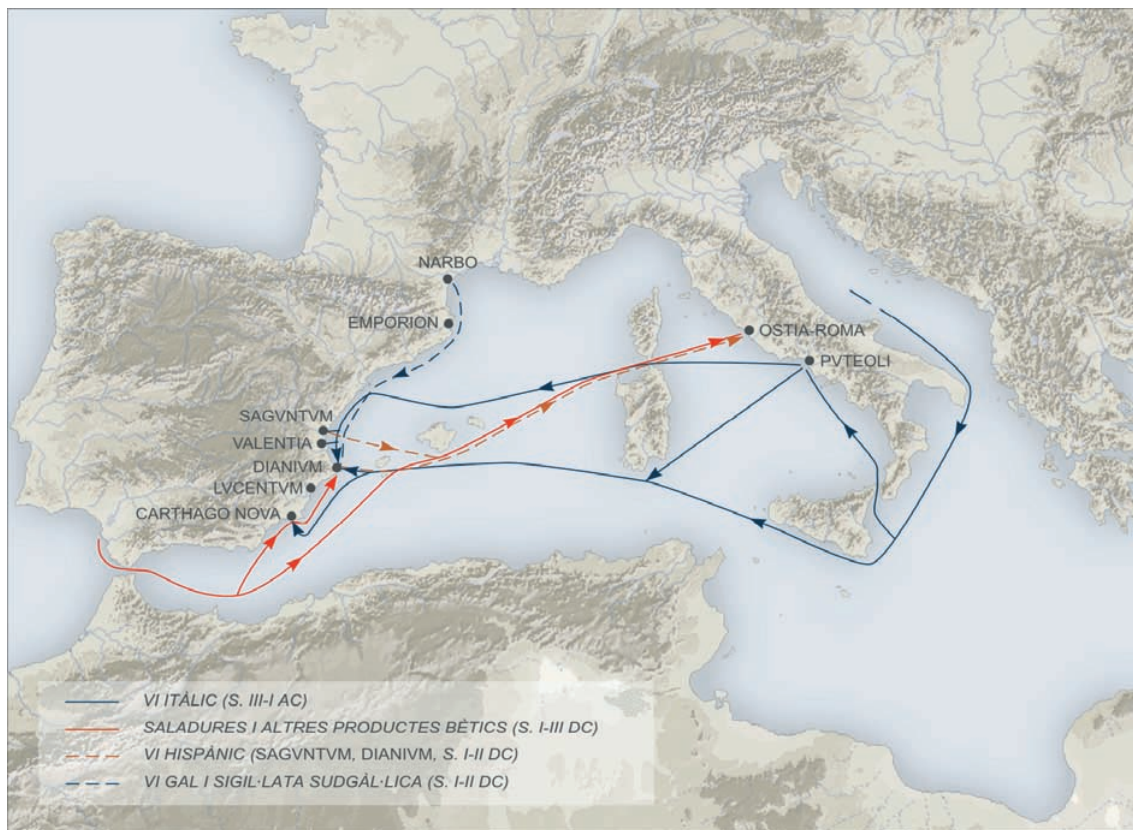 NARBO
EMPORION
OSTIA-ROMA
PVTEOLI
SAGVNTVM
VALENTIA
DIANIVM
LVCENTVM
CARTHAGO NOVA
VI ITÀLIC (S. III-I AC)
SALADURES I ALTRES PRODUCTES BÈTICS (S. I-III DC)
VI HISPÀNIC (SAGVNTVM, DIANIVM, S. I-II DC)
VI GAL I SIGIL·LATA SUDGÀL·LICA (S. I-II DC)